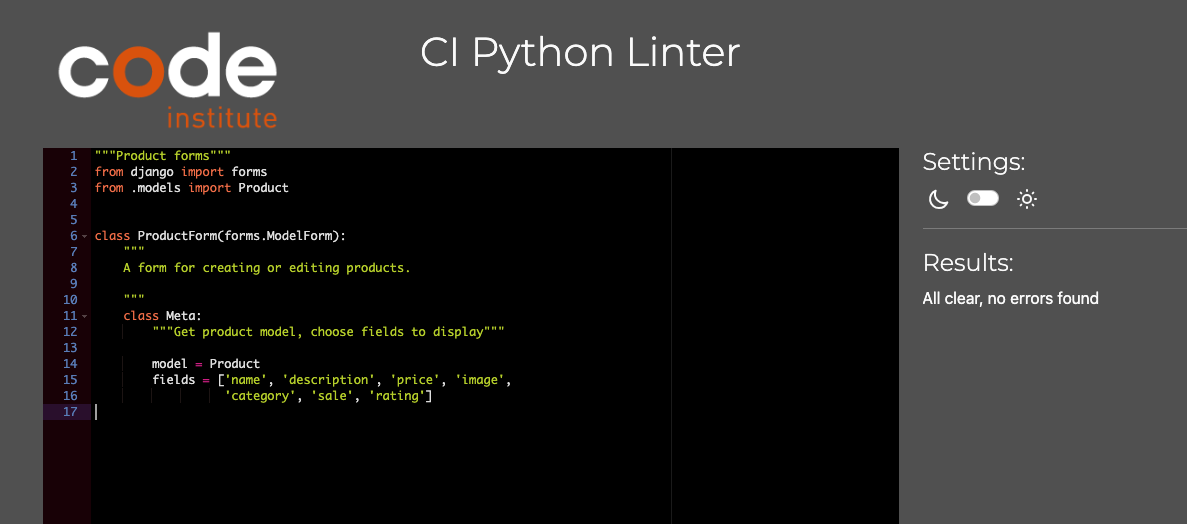 code
institute
CI Python Linter
1 """Product forms"""
2 from django import forms
3 from .models import Product
4
5
6 class ProductForm(forms.ModelForm):
7     """
8     A form for creating or editing products.
9
10     """
11     class Meta:
12         """Get product model, choose fields to display"""
13
14         model = Product
15         fields = ['name', 'description', 'price', 'image',
16                   'category', 'sale', 'rating']
17
Settings:
Results:
All clear, no errors found